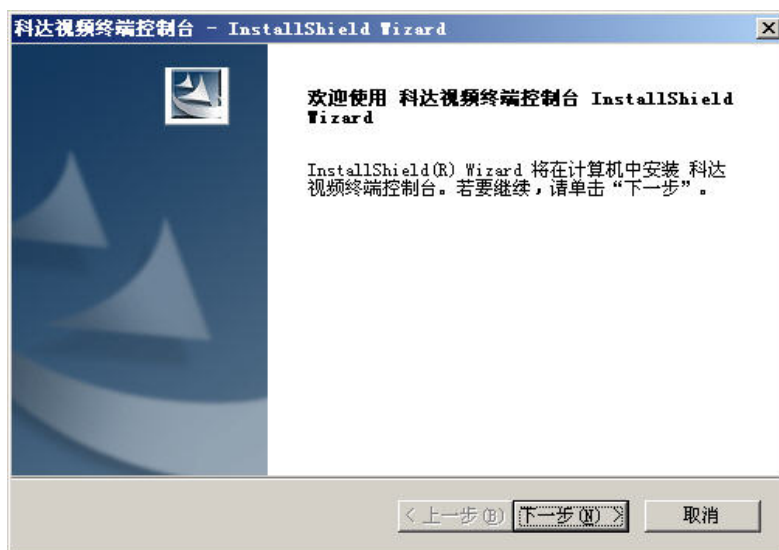 科达视频终端控制台 - InstallShield Wizard
欢迎使用 科达视频终端控制台 InstallShield
Wizard
InstallShield(R) Wizard 将在计算机中安装 科达
视频终端控制台。若要继续，请单击“下一步”。
< 上一步(B) 下一步(N) > 取消